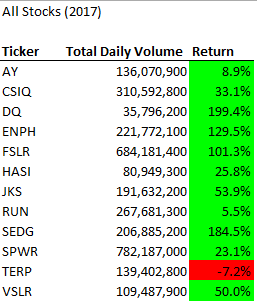 All Stocks (2017)
Ticker Total Daily Volume Return
AY 136,070,900 8.9%
CSIQ 310,592,800 33.1%
DQ 35,796,200 199.4%
ENPH 221,772,100 129.5%
FSLR 684,181,400 101.3%
HASI 80,949,300 25.8%
JKS 191,632,200 53.9%
RUN 267,681,300 5.5%
SEDG 206,885,200 184.5%
SPWR 782,187,000 23.1%
TERP 139,402,800 -7.2%
VSLR 109,487,900 50.0%